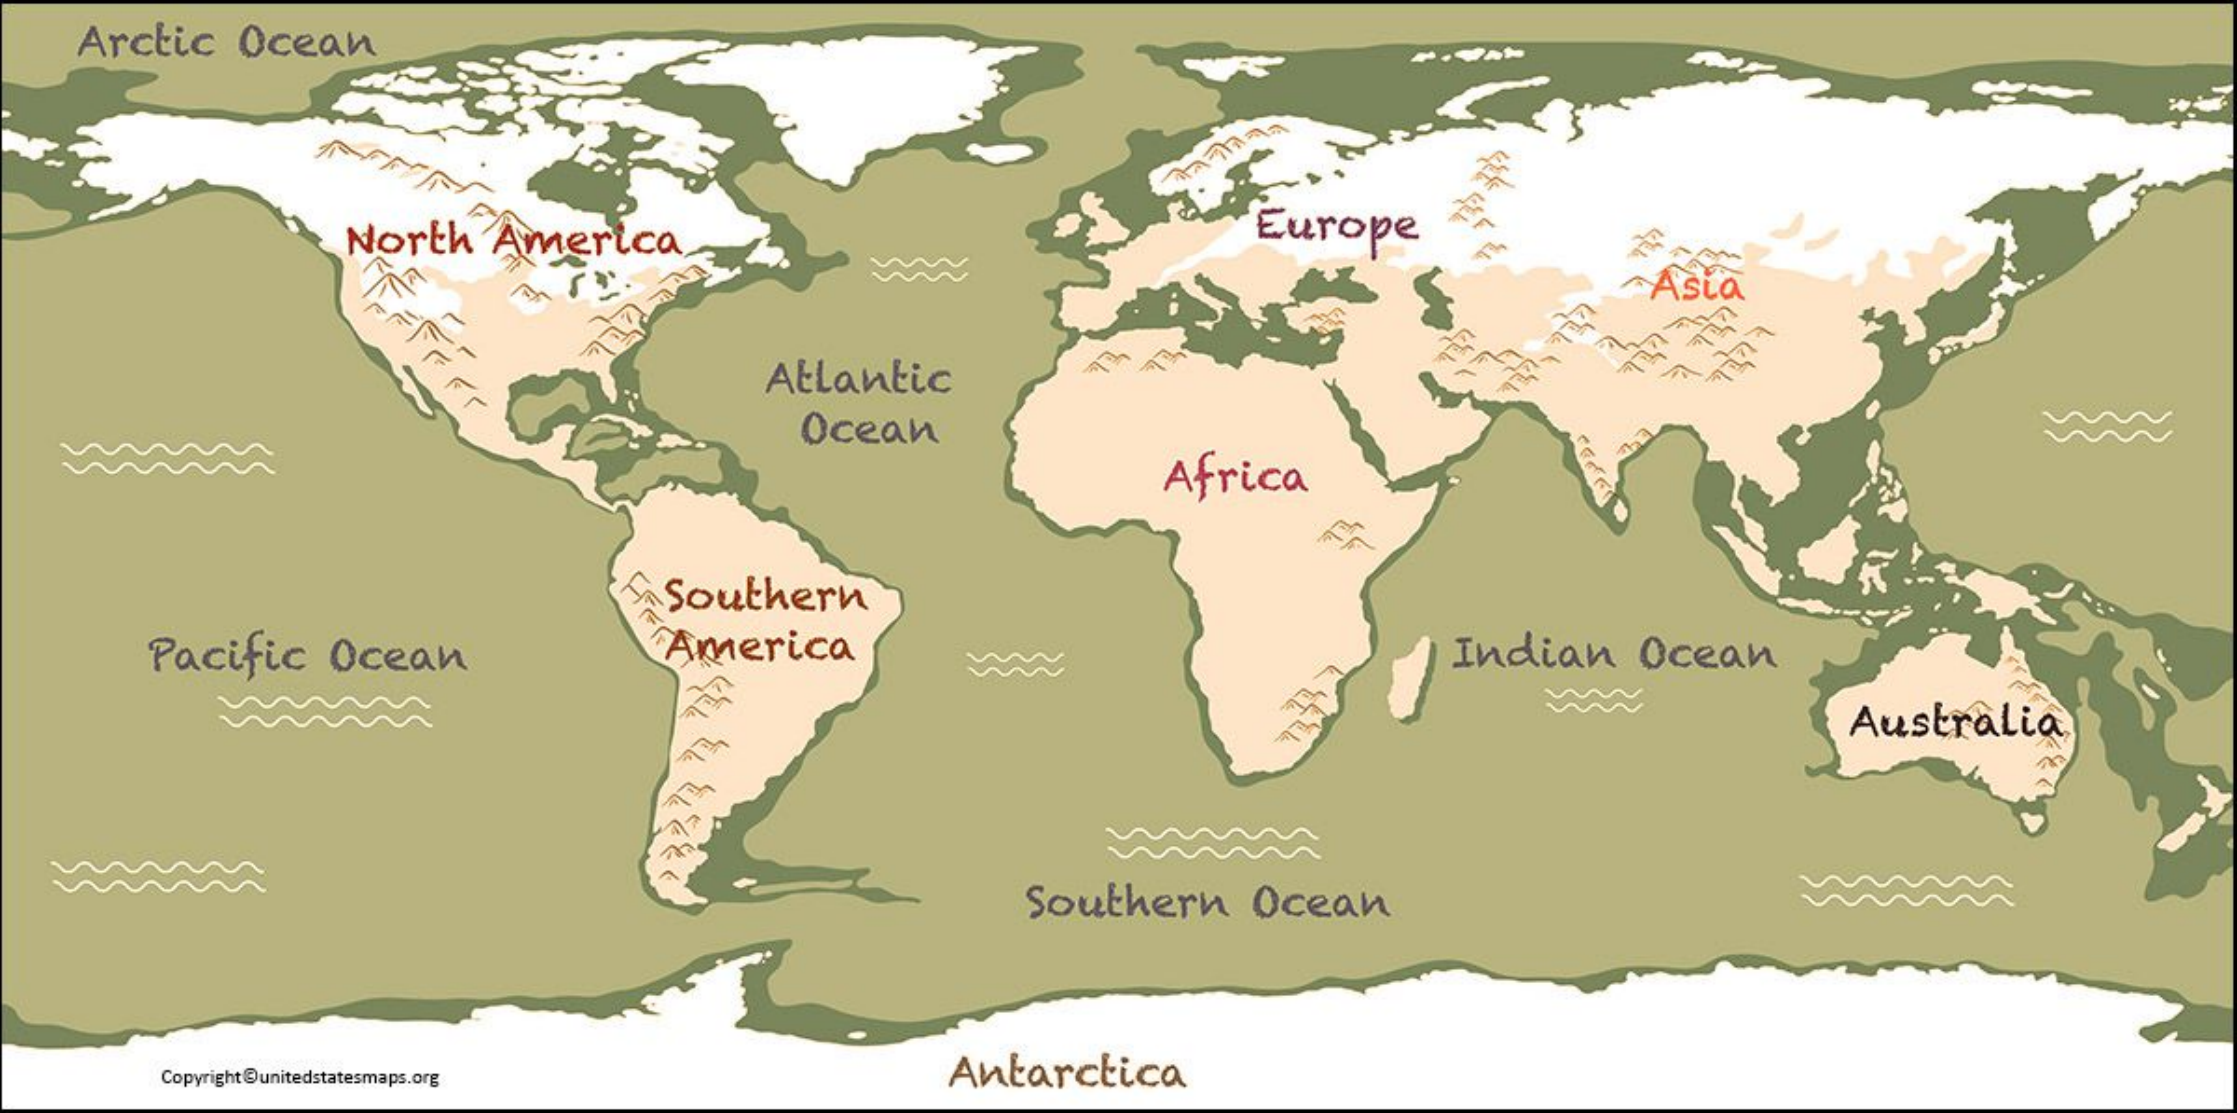 Arctic Ocean
North America
Europe
Asia
Atlantic
Ocean
Africa
Southern
America
Pacific Ocean
Indian Ocean
Australia
Southern Ocean
Antarctica
Copyright©unitedstatesmaps.org